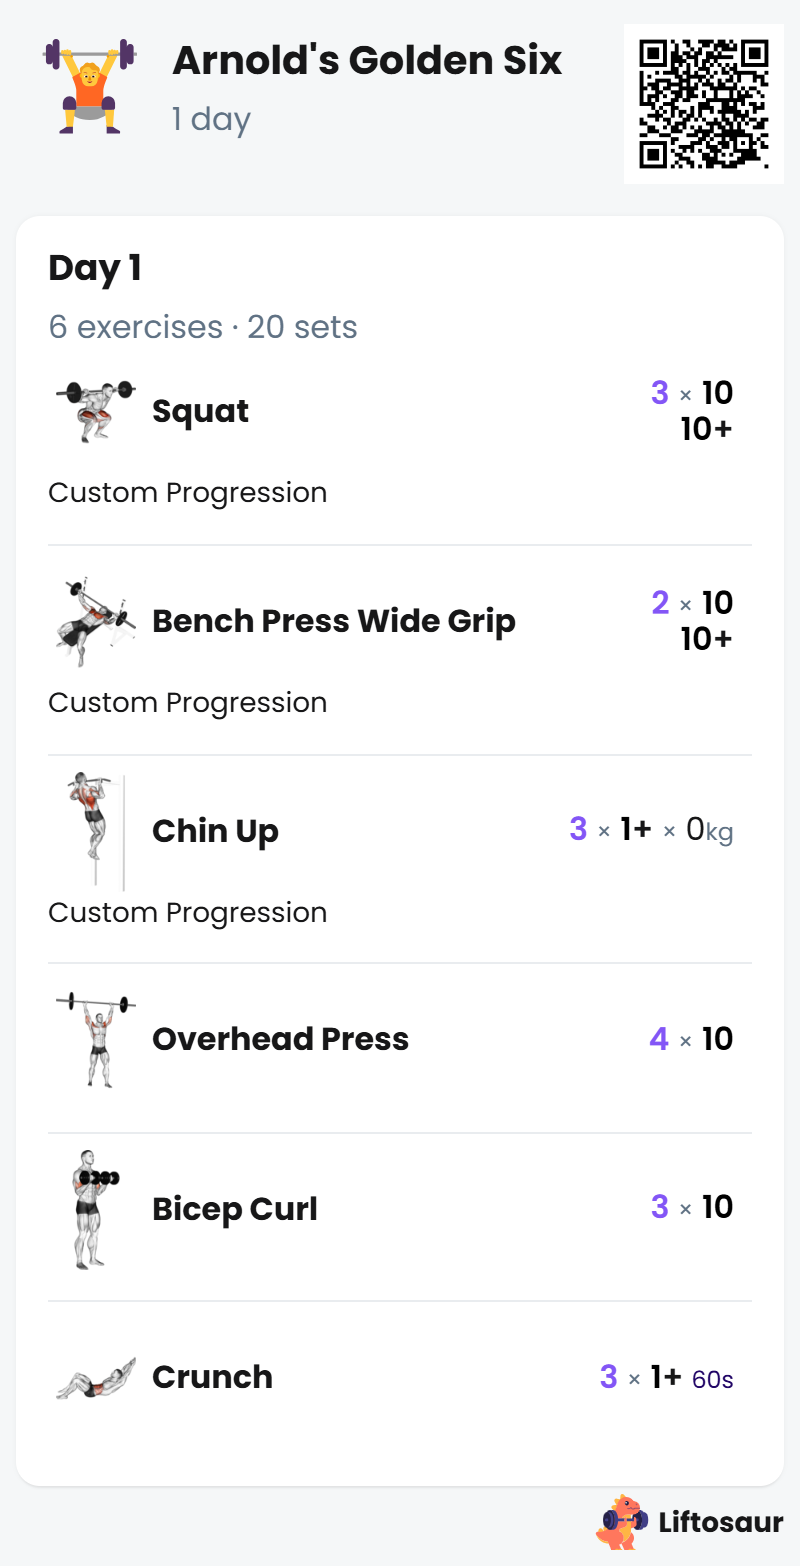 Arnold's Golden Six
1 day
Day 1
6 exercises · 20 sets
Squat
3 × 10
10+
Custom Progression
Bench Press Wide Grip
2 × 10
10+
Custom Progression
Chin Up
3 × 1+ × 0kg
Custom Progression
Overhead Press
4 × 10
Bicep Curl
3 × 10
Crunch
3 × 1+ 60s
Liftosaur